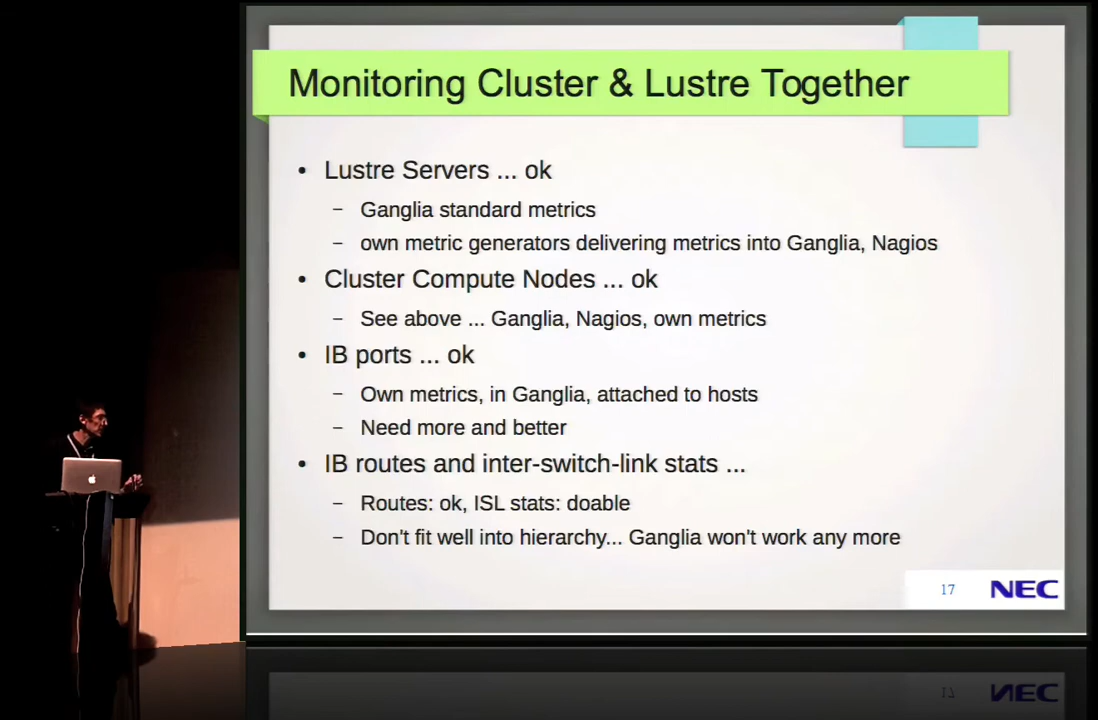 Monitoring Cluster & Lustre Together
• Lustre Servers ... ok
– Ganglia standard metrics
– own metric generators delivering metrics into Ganglia, Nagios
• Cluster Compute Nodes ... ok
– See above ... Ganglia, Nagios, own metrics
• IB ports ... ok
– Own metrics, in Ganglia, attached to hosts
– Need more and better
• IB routes and inter-switch-link stats ...
– Routes: ok, ISL stats: doable
– Don't fit well into hierarchy... Ganglia won't work any more
17 NEC